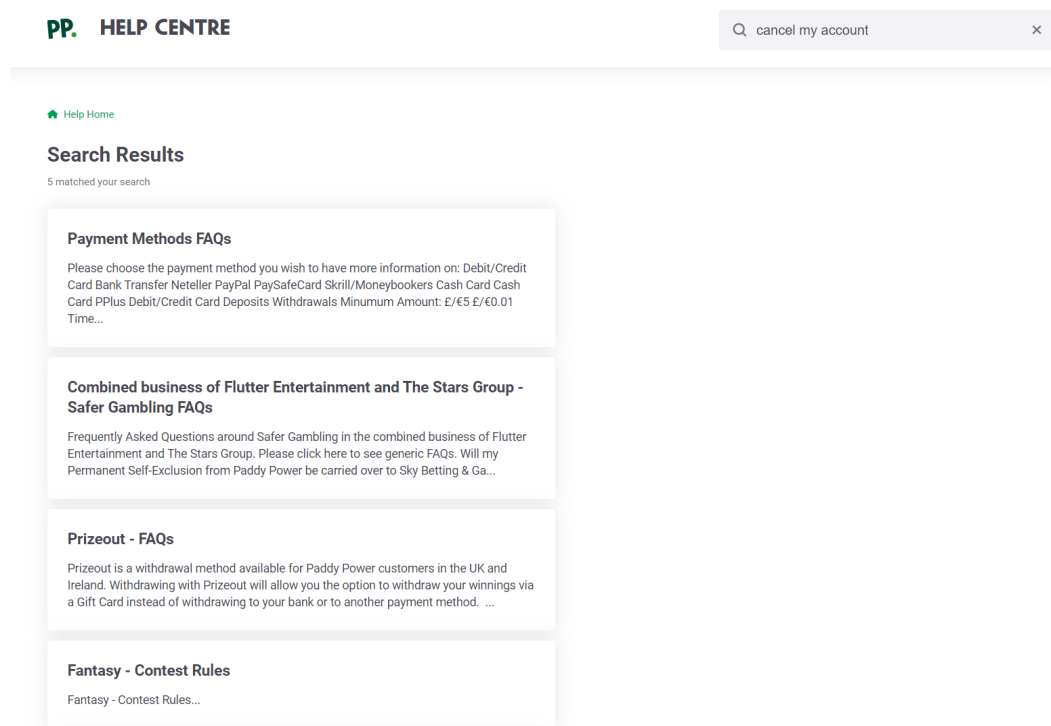 PP. HELP CENTRE
cancel my account
Help Home
Search Results
5 matched your search
Payment Methods FAQs
Please choose the payment method you wish to have more information on: Debit/Credit
Card Bank Transfer Neteller PayPal PaySafeCard Skrill/Moneybookers Cash Card Cash
Card PPlus Debit/Credit Card Deposits Withdrawals Minumum Amount: £/€5 £/€0.01
Time...
Combined business of Flutter Entertainment and The Stars Group -
Safer Gambling FAQs
Frequently Asked Questions around Safer Gambling in the combined business of Flutter
Entertainment and The Stars Group. Please click here to see generic FAQs. Will my
Permanent Self-Exclusion from Paddy Power be carried over to Sky Betting & Ga...
Prizeout - FAQs
Prizeout is a withdrawal method available for Paddy Power customers in the UK and
Ireland. Withdrawing with Prizeout will allow you the option to withdraw your winnings via
a Gift Card instead of withdrawing to your bank or to another payment method. ...
Fantasy - Contest Rules
Fantasy - Contest Rules...